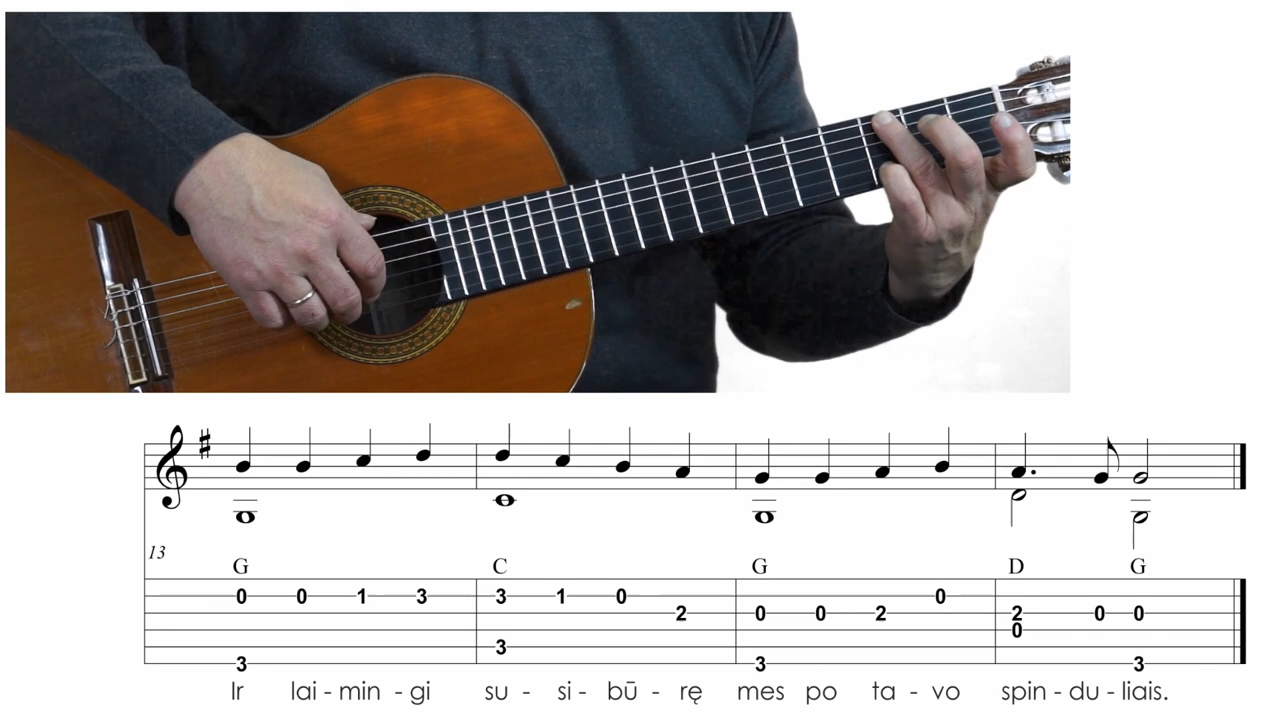 13
G C G D G
0 0 1 3 3 1 0 0
2 0 0 2 2 0 0
0
3
3 3 3
Ir lai - min - gi su - si - bū - rę mes po ta - vo spin - du - liais.